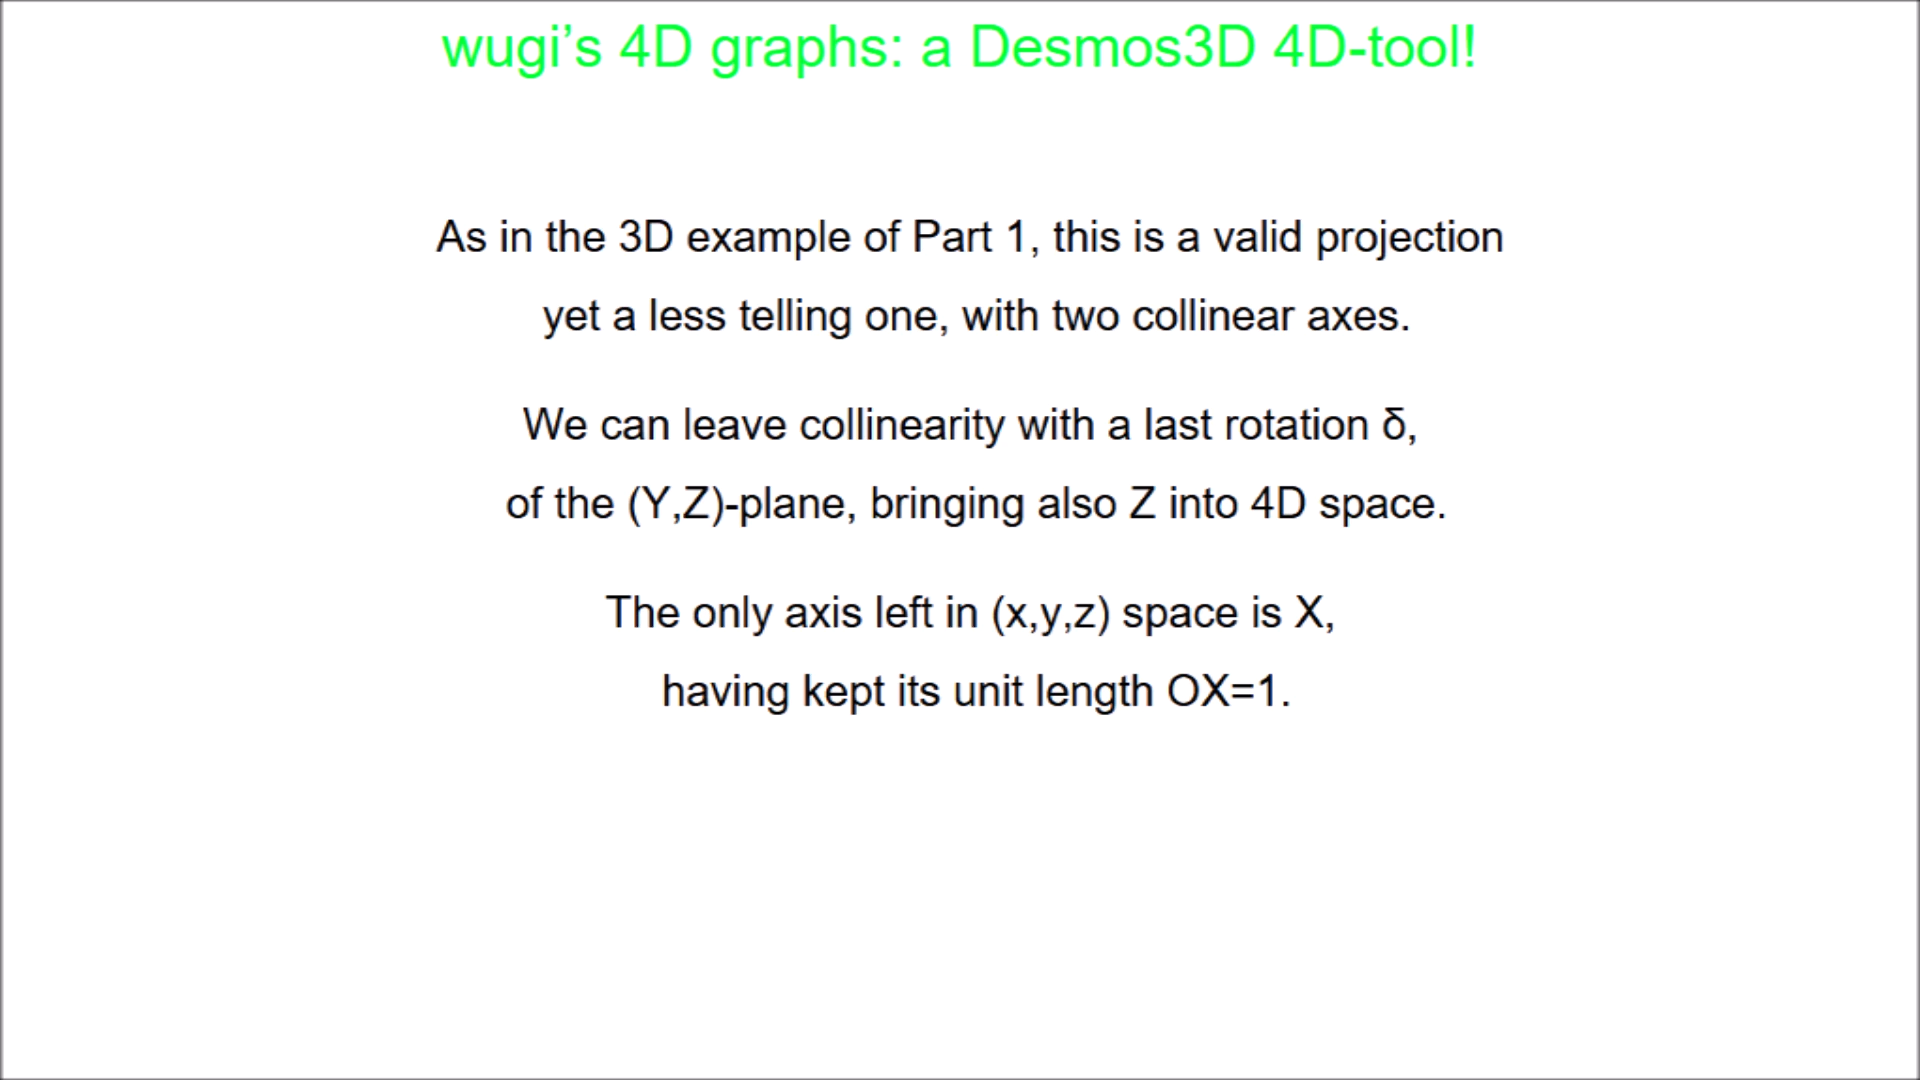 wugi’s 4D graphs: a Desmos3D 4D-tool!
As in the 3D example of Part 1, this is a valid projection
yet a less telling one, with two collinear axes.
We can leave collinearity with a last rotation δ,
of the (Y,Z)-plane, bringing also Z into 4D space.
The only axis left in (x,y,z) space is X,
having kept its unit length OX=1.